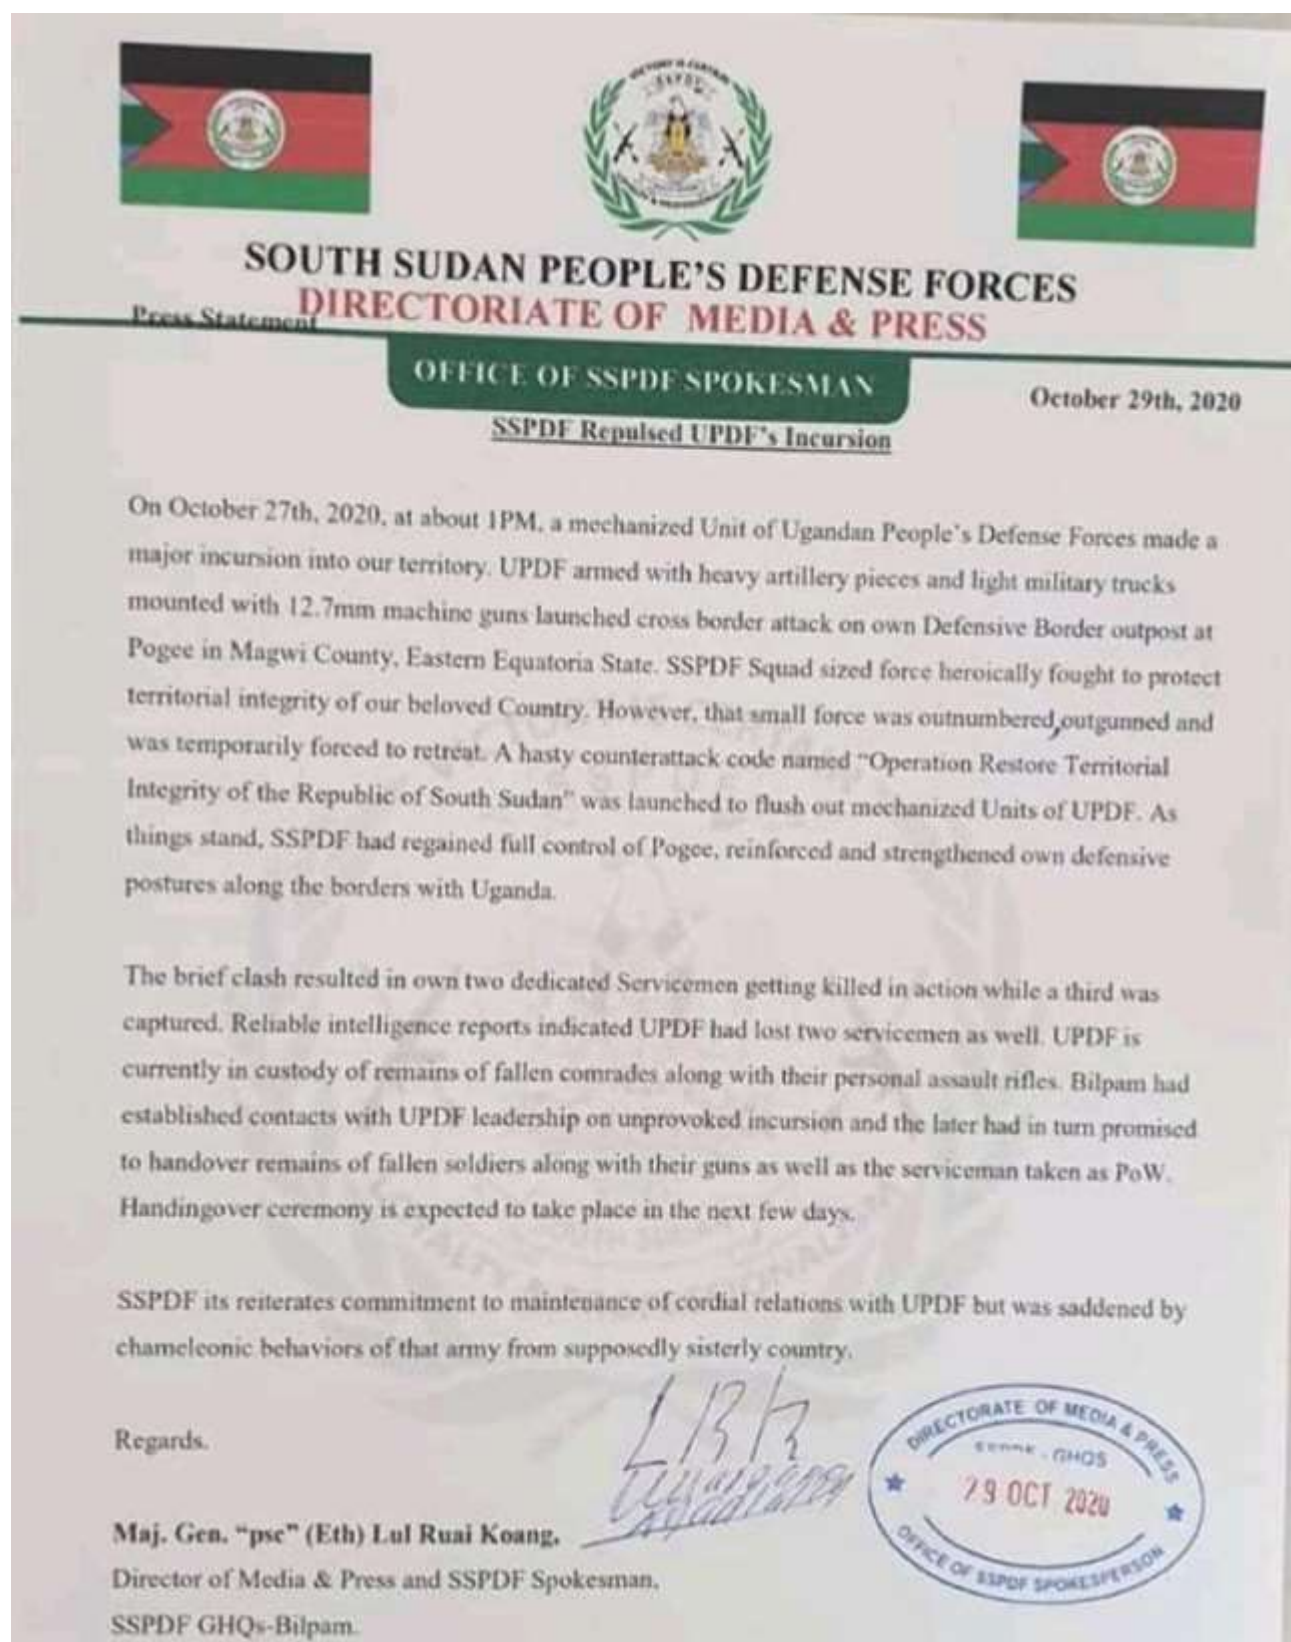 VICTORY IS CERTAIN
SSPDF
SOUTH SUDAN PEOPLE'S DEFENSE FORCES
DIRECTORIATE OF MEDIA & PRESS
Press Statement
OFFICE OF SSPDF SPOKESMAN
October 29th, 2020
SSPDF Repulsed UPDF's Incursion
On October 27th, 2020, at about 1PM, a mechanized Unit of Ugandan People's Defense Forces made a
major incursion into our territory. UPDF armed with heavy artillery pieces and light military trucks
mounted with 12.7mm machine guns launched cross border attack on own Defensive Border outpost at
Pogee in Magwi County, Eastern Equatoria State. SSPDF Squad sized force heroically fought to protect
territorial integrity of our beloved Country. However, that small force was outnumbered,outgunned and
was temporarily forced to retreat. A hasty counterattack code named "Operation Restore Territorial
Integrity of the Republic of South Sudan" was launched to flush out mechanized Units of UPDF. As
things stand, SSPDF had regained full control of Pogee, reinforced and strengthened own defensive
postures along the borders with Uganda.
The brief clash resulted in own two dedicated Servicemen getting killed in action while a third was
captured. Reliable intelligence reports indicated UPDF had lost two servicemen as well. UPDF is
currently in custody of remains of fallen comrades along with their personal assault rifles. Bilpam had
established contacts with UPDF leadership on unprovoked incursion and the later had in turn promised
to handover remains of fallen soldiers along with their guns as well as the serviceman taken as PoW.
Handingover ceremony is expected to take place in the next few days.
SSPDF its reiterates commitment to maintenance of cordial relations with UPDF but was saddened by
chameleonic behaviors of that army from supposedly sisterly country.
Regards.
DIRECTORATE OF MEDIA & PRESS
GHQS
29 OCT 2020
OFFICE OF SSPDF SPOKESPERSON
Maj. Gen. "psc" (Eth) Lul Ruai Koang,
Director of Media & Press and SSPDF Spokesman,
SSPDF GHQs-Bilpam.